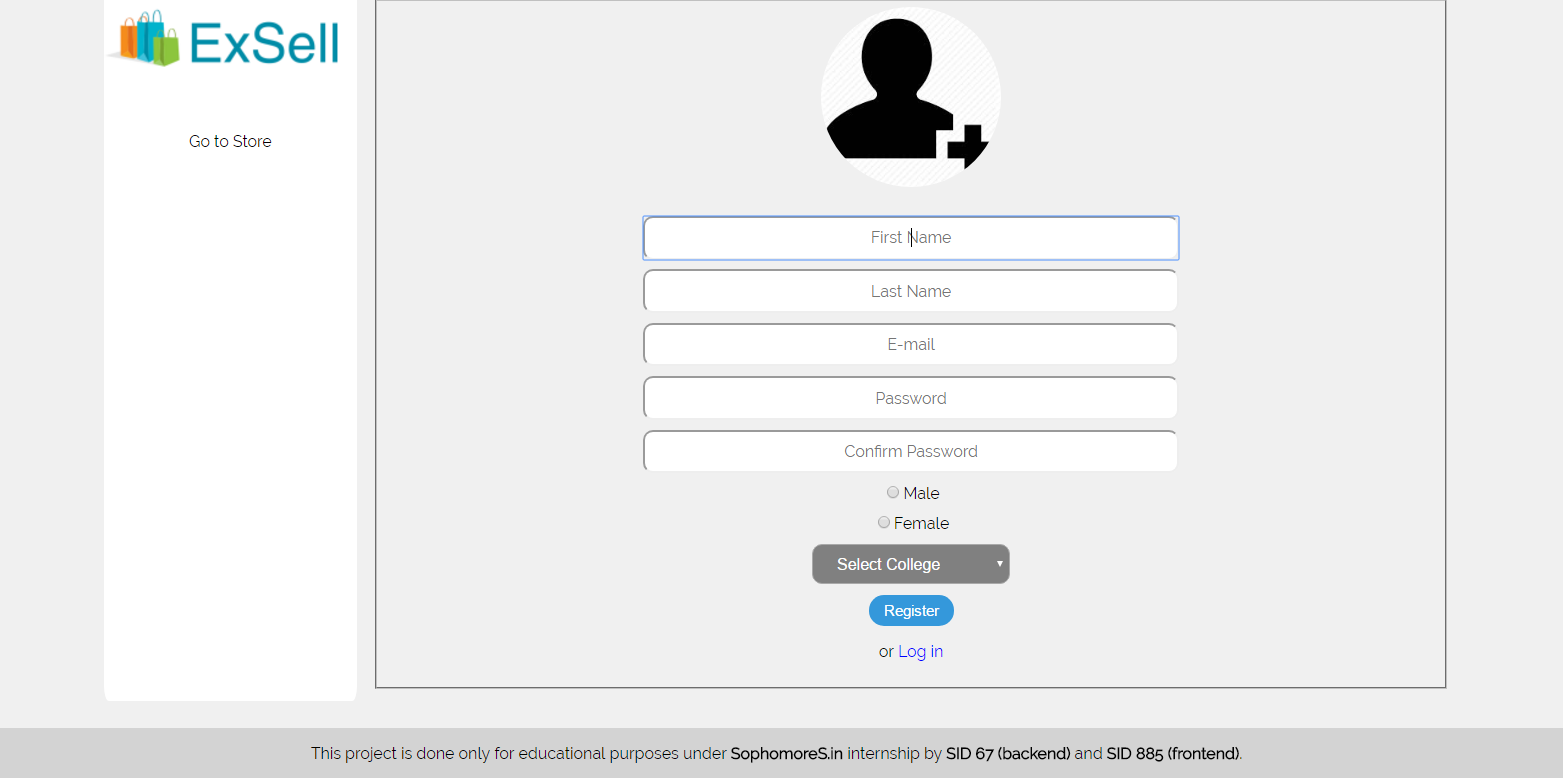 ExSell
Go to Store
First Name
Last Name
E-mail
Password
Confirm Password
Male
Female
Select College
Register
or Log in
This project is done only for educational purposes under SophomoreS.in internship by SID 67 (backend) and SID 885 (frontend).